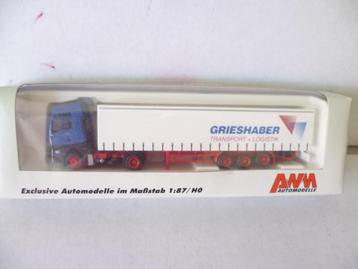 GRIESHABER
TRANSPORT + LOGISTIK
Exclusive Automodelle im Maßstab 1:87/H0
AWM
AUTOMODELLE